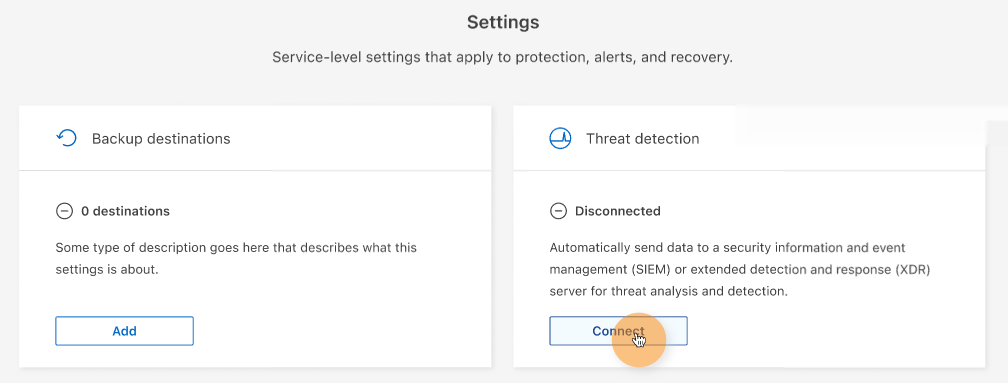 Settings
Service-level settings that apply to protection, alerts, and recovery.
Backup destinations
0 destinations
Some type of description goes here that describes what this
settings is about.
Add
Threat detection
Disconnected
Automatically send data to a security information and event
management (SIEM) or extended detection and response (XDR)
server for threat analysis and detection.
Connect